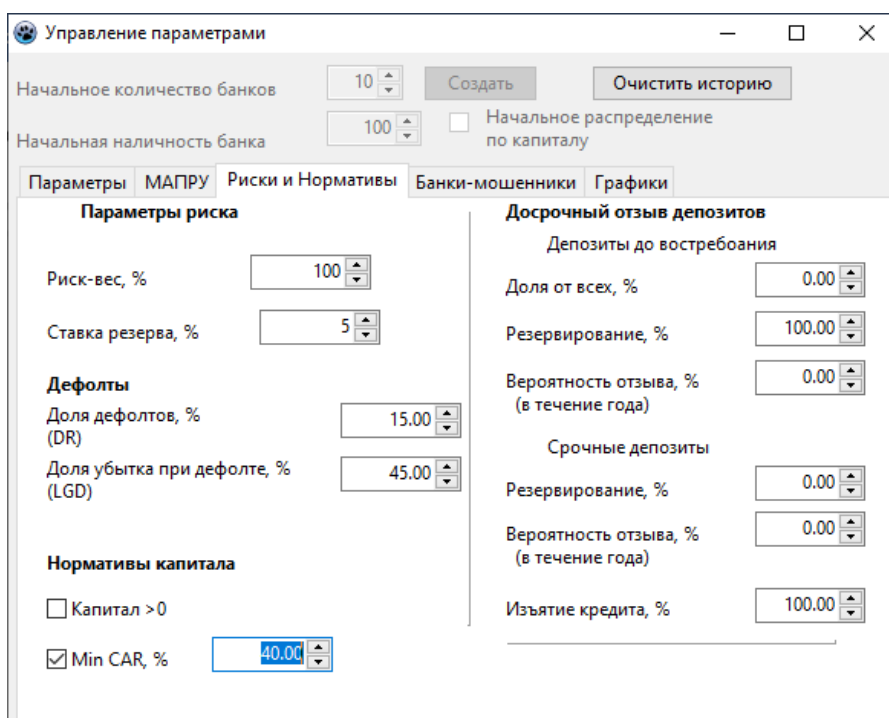 Управление параметрами
Начальное количество банков 10 Создать Очистить историю
Начальная наличность банка 100 Начальное распределение
по капиталу
Параметры МАПРУ Риски и Нормативы Банки-мошенники Графики
Параметры риска
Риск-вес, % 100
Ставка резерва, % 5
Дефолты
Доля дефолтов, % 15.00
(DR)
Доля убытка при дефолте, % 45.00
(LGD)
Нормативы капитала
Капитал >0
Min CAR, % 40.00
Досрочный отзыв депозитов
Депозиты до востребоания
Доля от всех, % 0.00
Резервирование, % 100.00
Вероятность отзыва, % 0.00
(в течение года)
Срочные депозиты
Резервирование, % 0.00
Вероятность отзыва, % 0.00
(в течение года)
Изъятие кредита, % 100.00